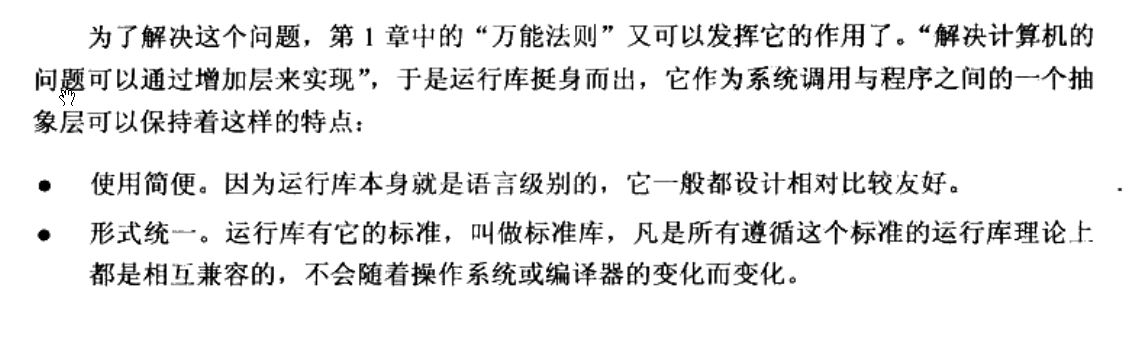 为了解决这个问题，第 1 章中的“万能法则”又可以发挥它的作用了。“解决计算机的
问题可以通过增加层来实现”，于是运行库挺身而出，它作为系统调用与程序之间的一个抽
象层可以保持着这样的特点：
● 使用简便。因为运行库本身就是语言级别的，它一般都设计相对比较友好。
● 形式统一。运行库有它的标准，叫做标准库，凡是所有遵循这个标准的运行库理论上
都是相互兼容的，不会随着操作系统或编译器的变化而变化。